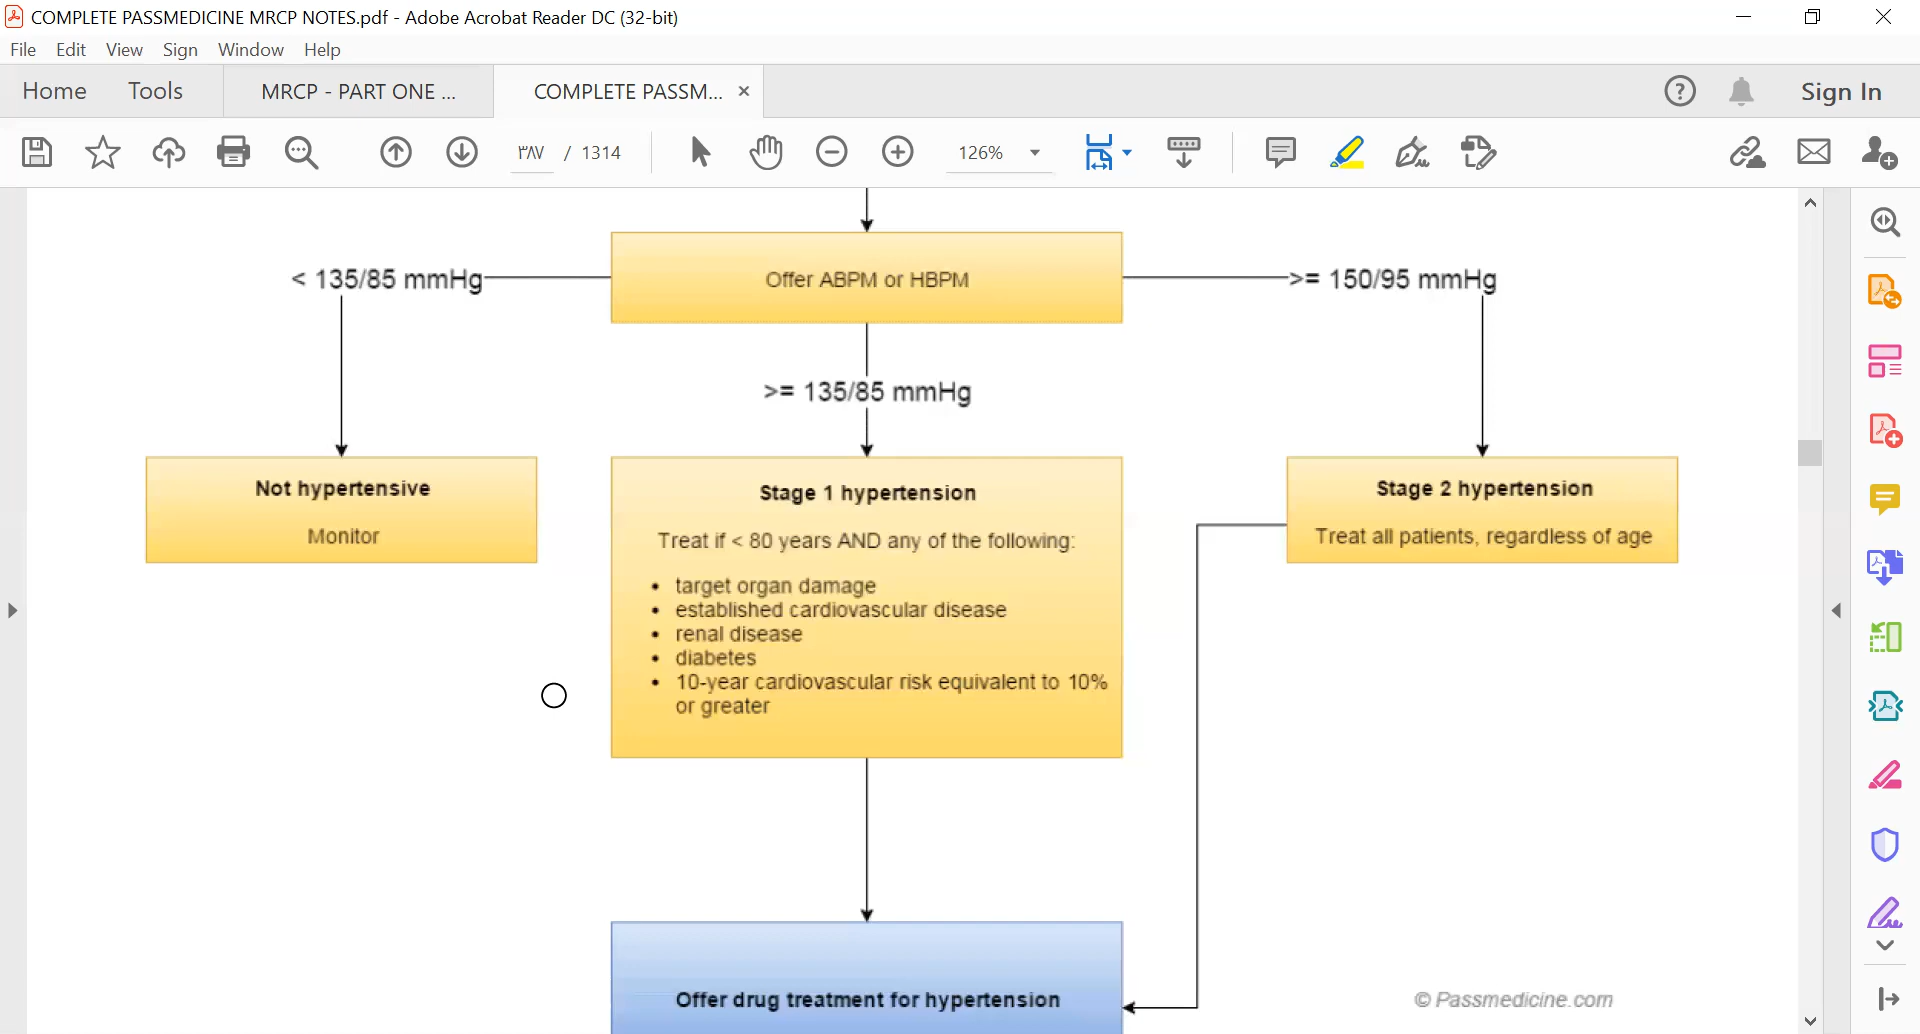 COMPLETE PASSMEDICINE MRCP NOTES.pdf - Adobe Acrobat Reader DC (32-bit)
File Edit View Sign Window Help
Home Tools MRCP - PART ONE ... COMPLETE PASSM... × Sign In
٣٨٧ / 1314 126%
< 135/85 mmHg Offer ABPM or HBPM >= 150/95 mmHg
>= 135/85 mmHg
Not hypertensive
Monitor
Stage 1 hypertension
Treat if < 80 years AND any of the following:
• target organ damage
• established cardiovascular disease
• renal disease
• diabetes
• 10-year cardiovascular risk equivalent to 10%
or greater
Stage 2 hypertension
Treat all patients, regardless of age
Offer drug treatment for hypertension
© Passmedicine.com